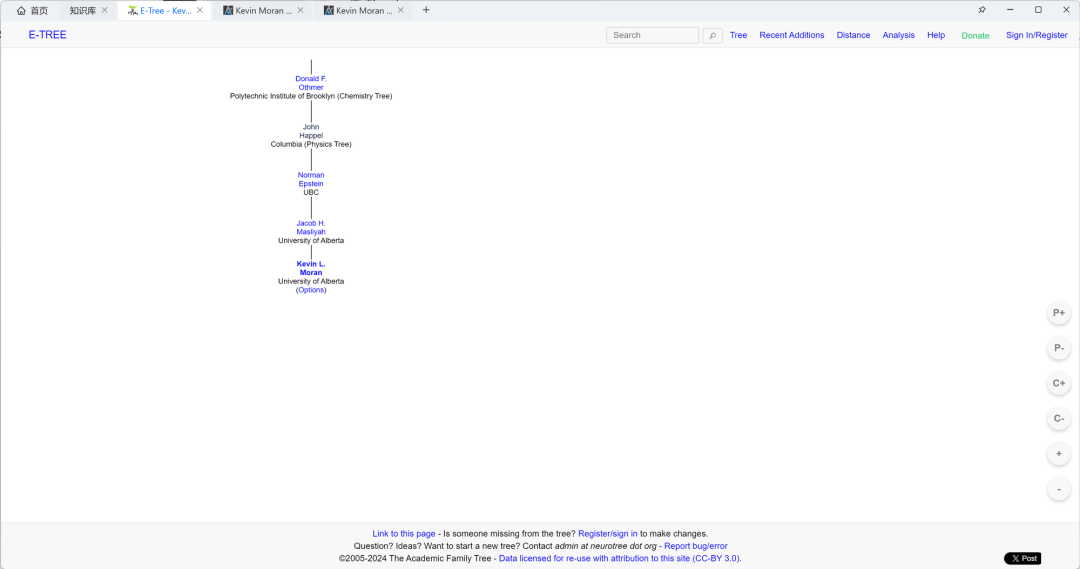 首页 知识库 E-Tree - Kev... Kevin Moran ... Kevin Moran ...
E-TREE Search Tree Recent Additions Distance Analysis Help Donate Sign In/Register
Donald F.
Othmer
Polytechnic Institute of Brooklyn (Chemistry Tree)
John
Happel
Columbia (Physics Tree)
Norman
Epstein
UBC
Jacob H.
Masliyah
University of Alberta
Kevin L.
Moran
University of Alberta
(Options)
P+
P-
C+
C-
+
-
Link to this page - Is someone missing from the tree? Register/sign in to make changes.
Question? Ideas? Want to start a new tree? Contact admin at neurotree dot org - Report bug/error
©2005-2024 The Academic Family Tree - Data licensed for re-use with attribution to this site (CC-BY 3.0).
X Post